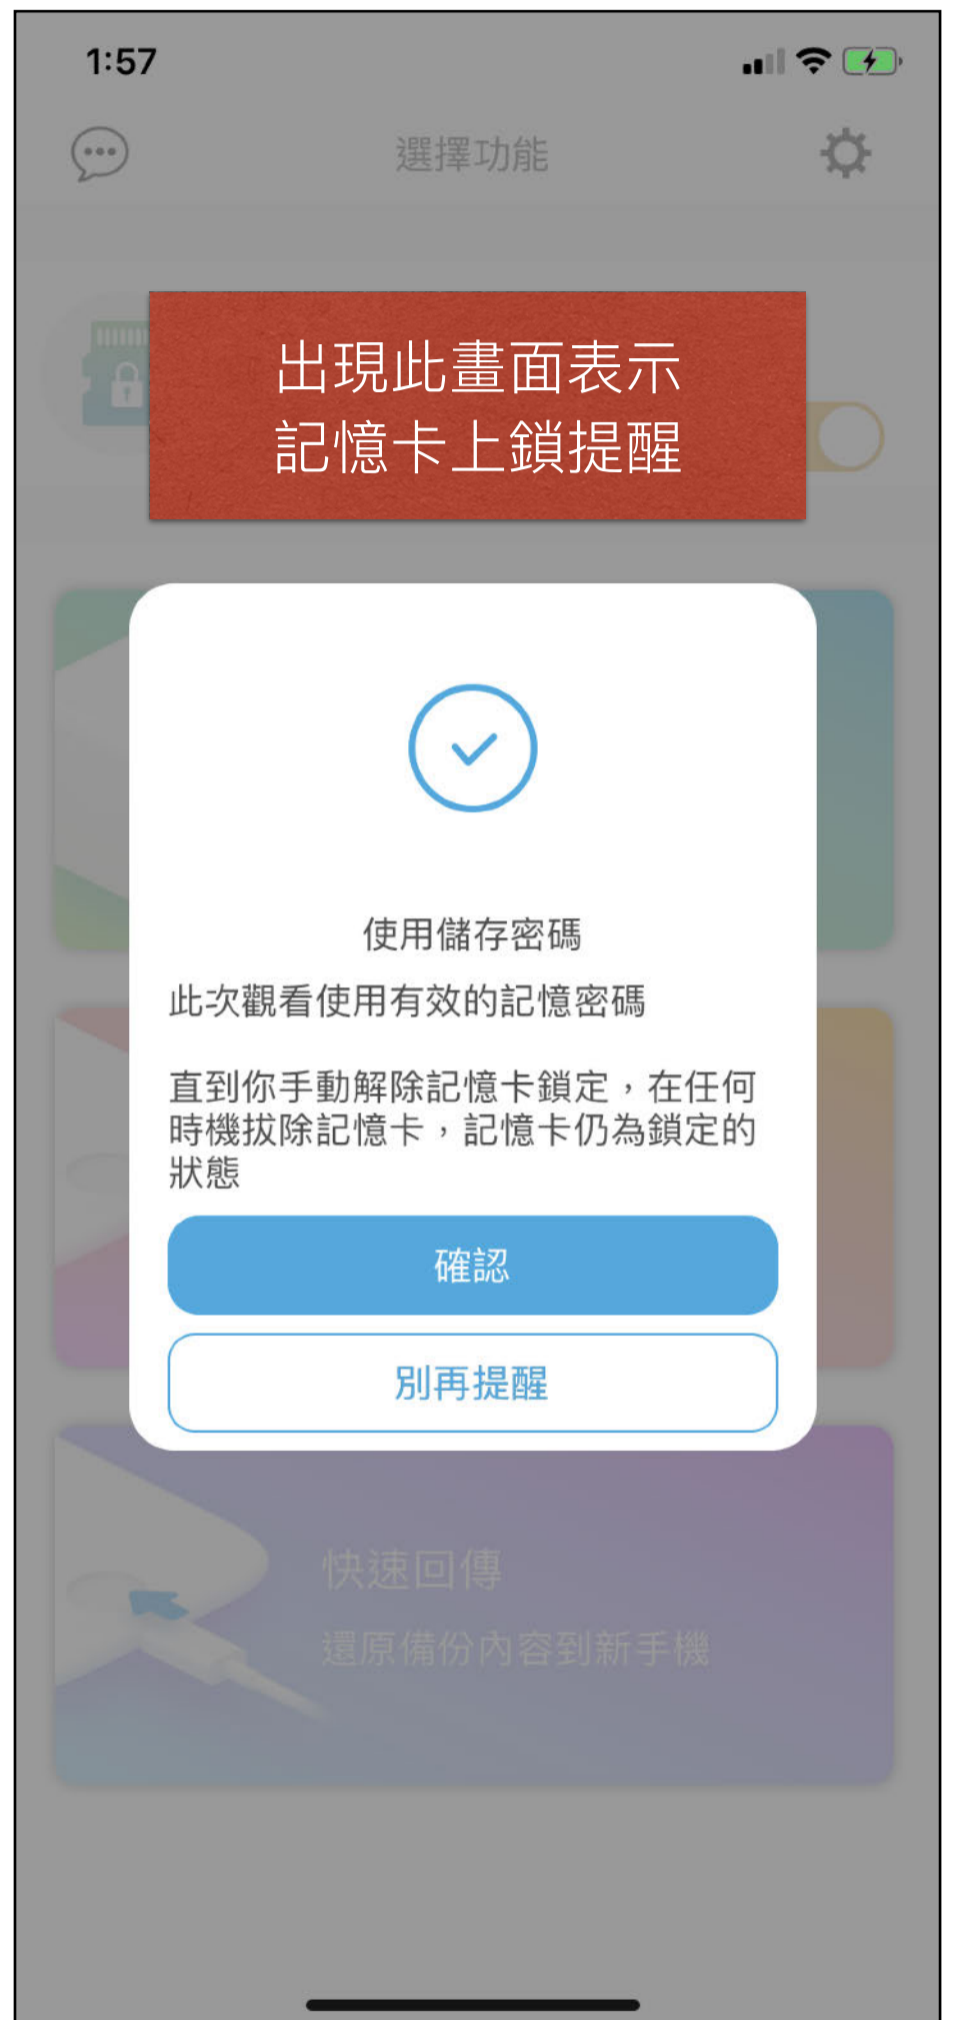 1:57
選擇功能
出現此畫面表示
記憶卡上鎖提醒
使用儲存密碼
此次觀看使用有效的記憶密碼
直到你手動解除記憶卡鎖定，在任何
時機拔除記憶卡，記憶卡仍為鎖定的
狀態
確認
別再提醒
快速回傳
還原備份內容到新手機